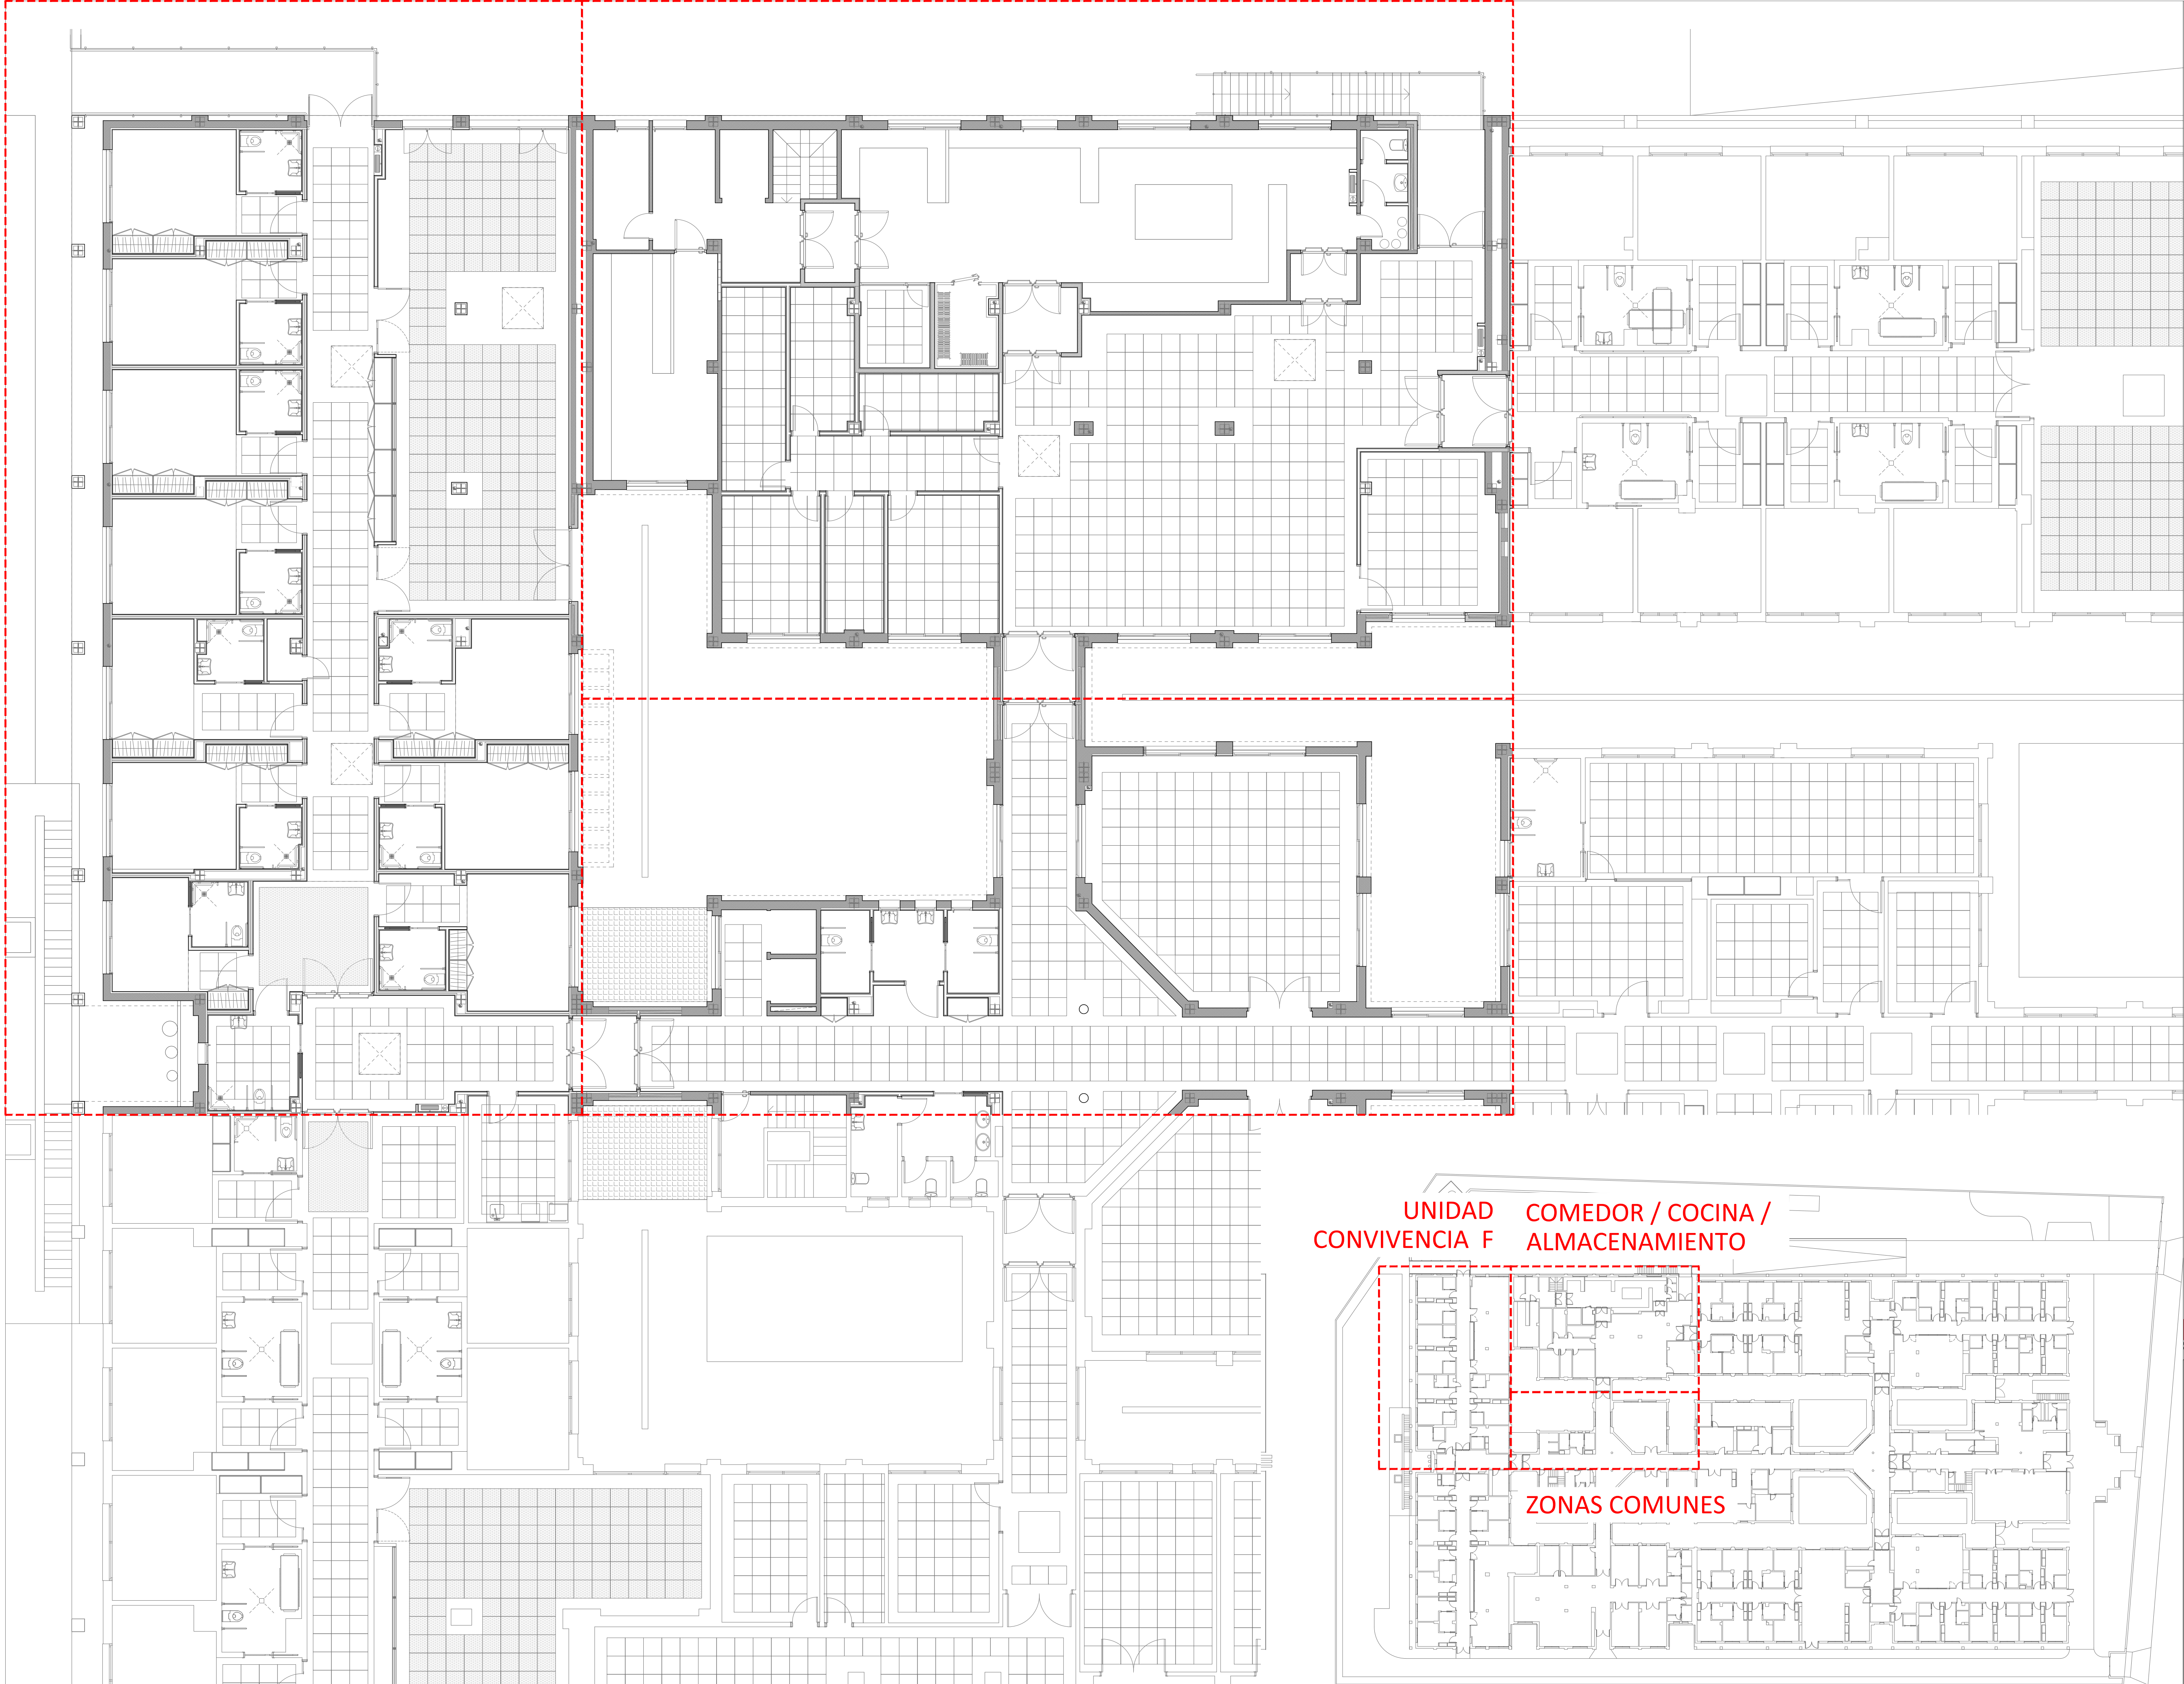 UNIDAD
CONVIVENCIA F
COMEDOR / COCINA /
ALMACENAMIENTO
ZONAS COMUNES